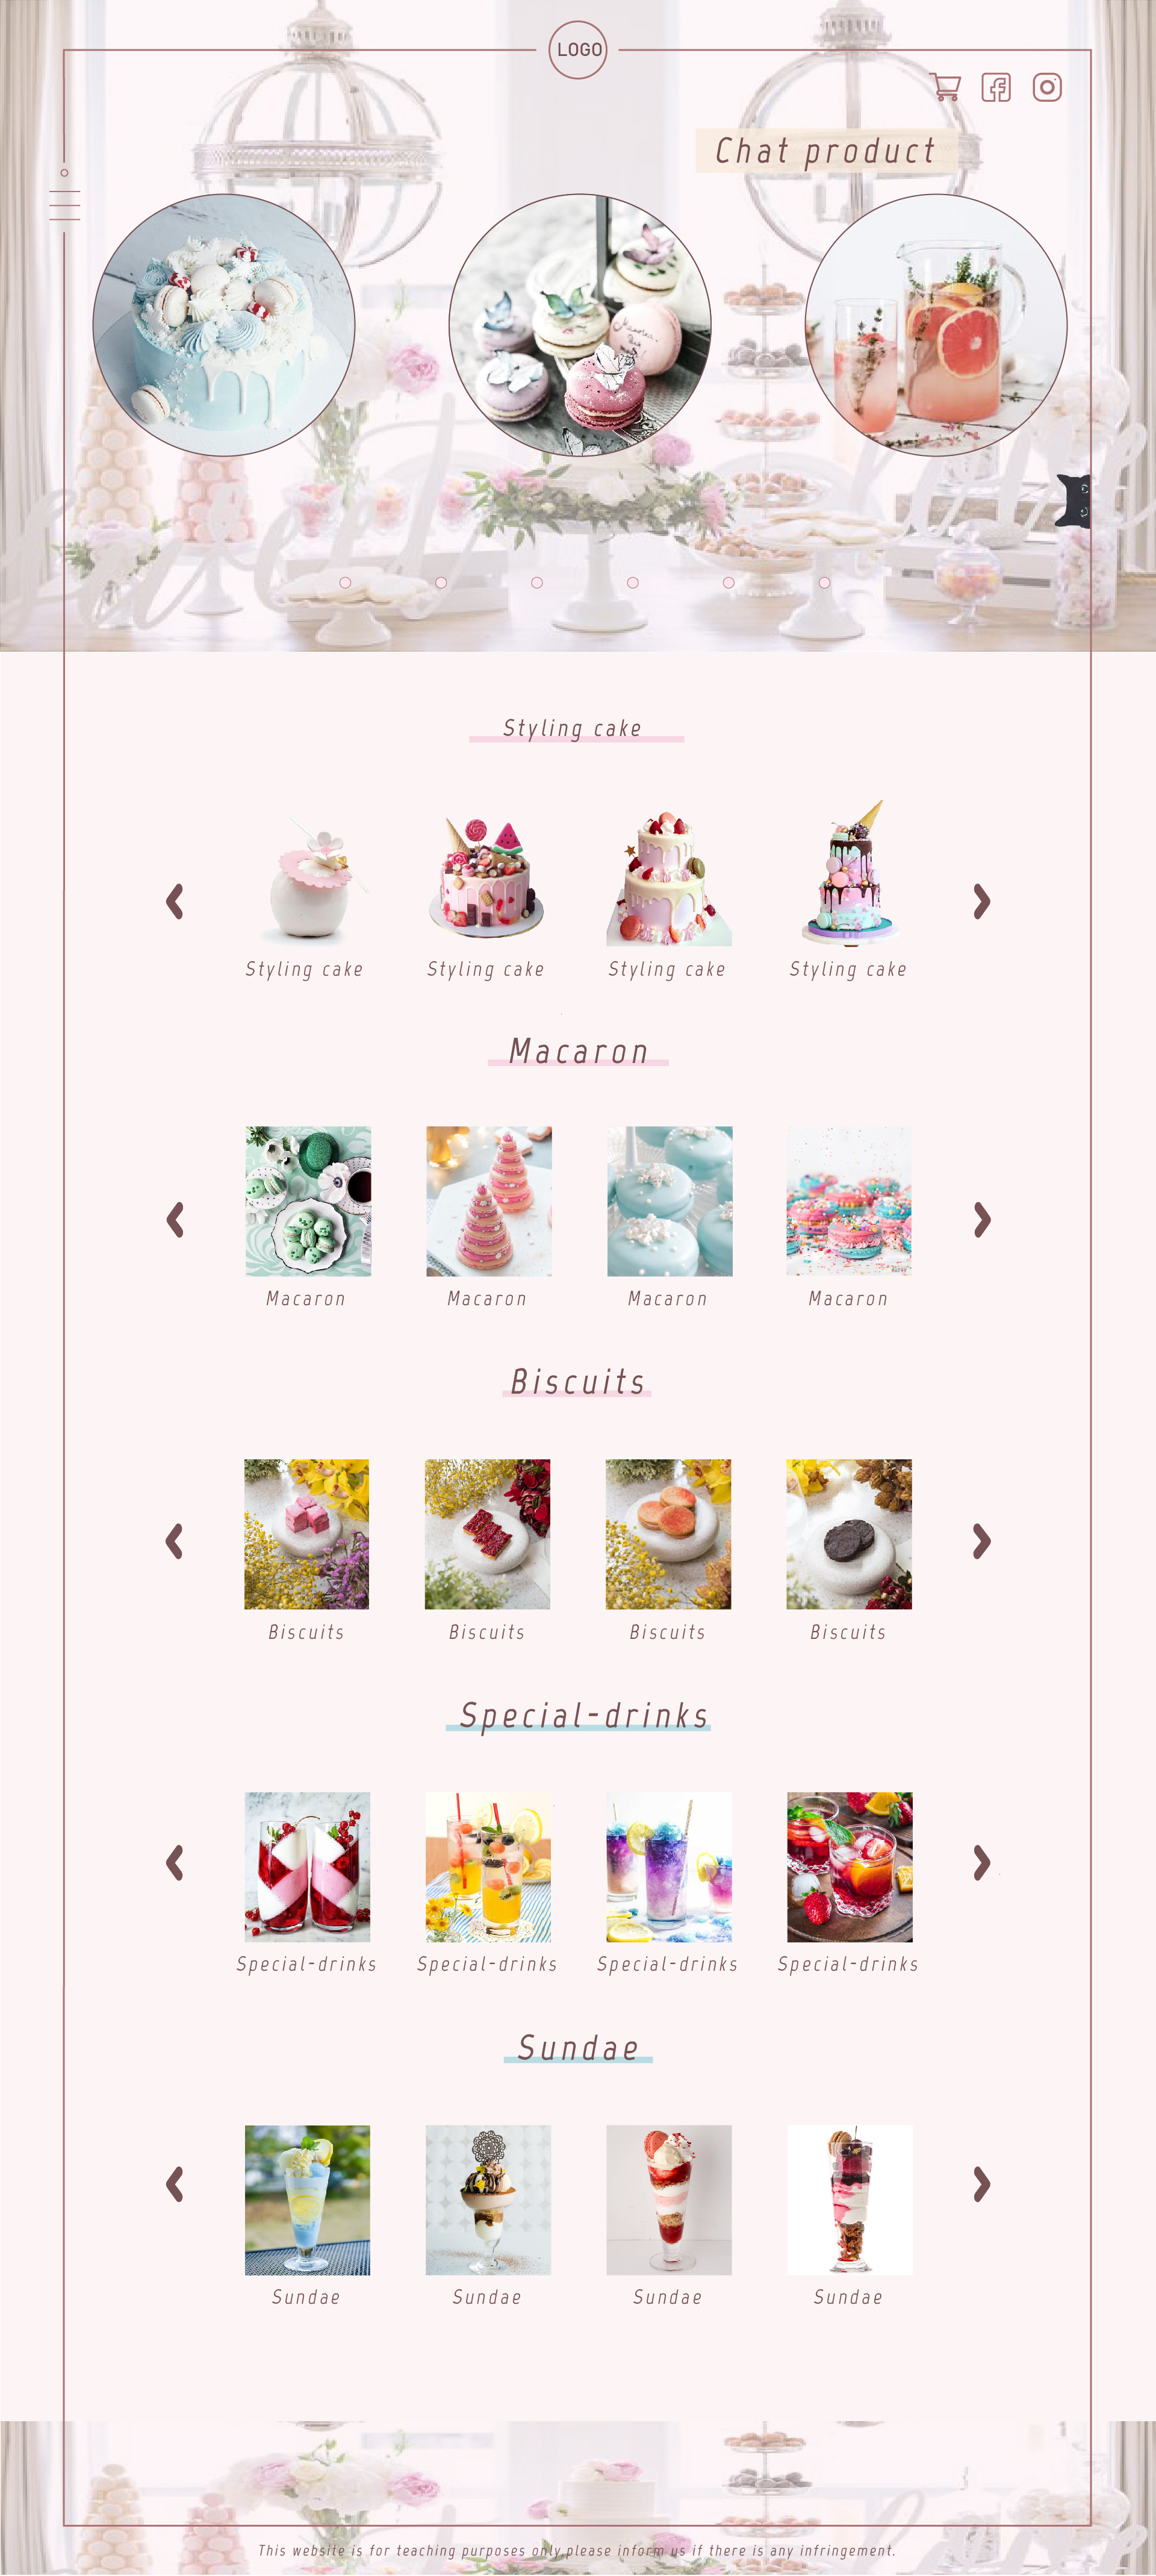 LOGO
Chat product
Styling cake
Styling cake Styling cake Styling cake Styling cake
Macaron
Macaron Macaron Macaron Macaron
Biscuits
Biscuits Biscuits Biscuits Biscuits
Special-drinks
Special-drinks Special-drinks Special-drinks Special-drinks
Sundae
Sundae Sundae Sundae Sundae
This website is for teaching purposes only,please inform us if there is any infringement.